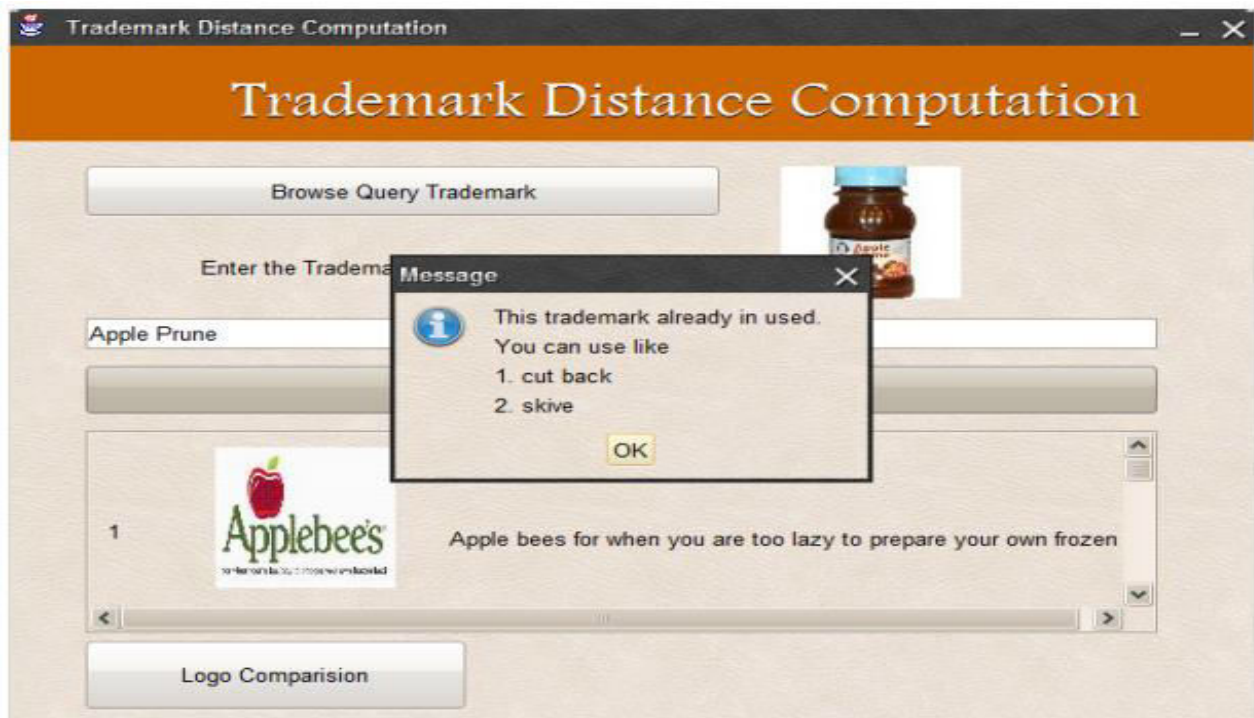 Trademark Distance Computation
Trademark Distance Computation
Browse Query Trademark
Apple
Enter the Tradema
Message
This trademark already in used.
You can use like
1. cut back
2. skive
OK
Apple Prune
1
Applebee's
Apple bees for when you are too lazy to prepare your own frozen
Logo Comparision